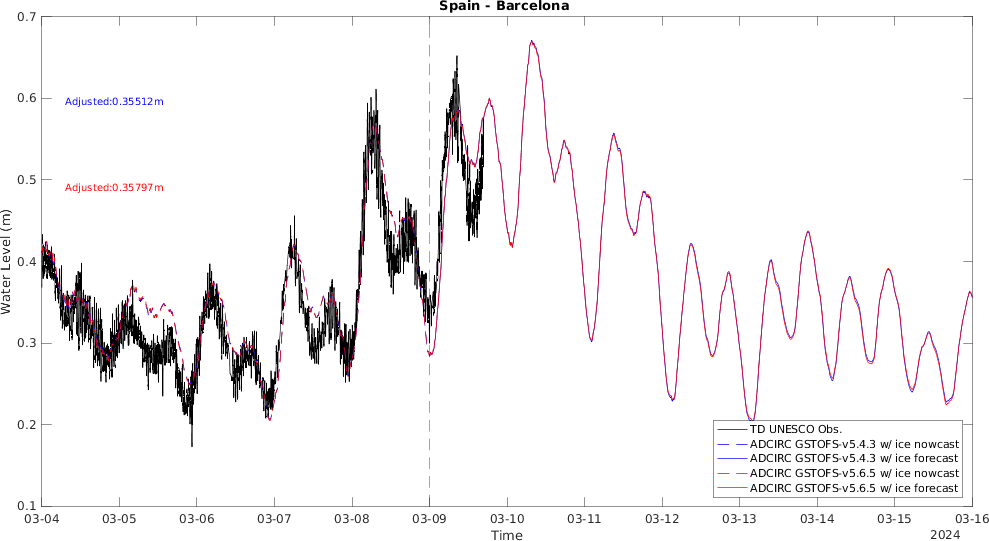 Spain - Barcelona
0.7
0.6
0.5
0.4
0.3
0.2
0.1
Water Level (m)
Adjusted:0.35512m
Adjusted:0.35797m
TD UNESCO Obs.
ADCIRC GSTOFS-v5.4.3 w/ ice nowcast
ADCIRC GSTOFS-v5.4.3 w/ ice forecast
ADCIRC GSTOFS-v5.6.5 w/ ice nowcast
ADCIRC GSTOFS-v5.6.5 w/ ice forecast
03-04 03-05 03-06 03-07 03-08 03-09 03-10 03-11 03-12 03-13 03-14 03-15 03-16
Time
2024